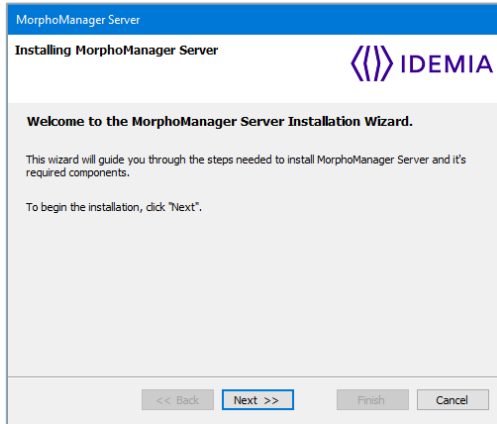 MorphoManager Server
Installing MorphoManager Server
IDEMIA
Welcome to the MorphoManager Server Installation Wizard.
This wizard will guide you through the steps needed to install MorphoManager Server and it's
required components.
To begin the installation, click "Next".
<< Back Next >> Finish Cancel